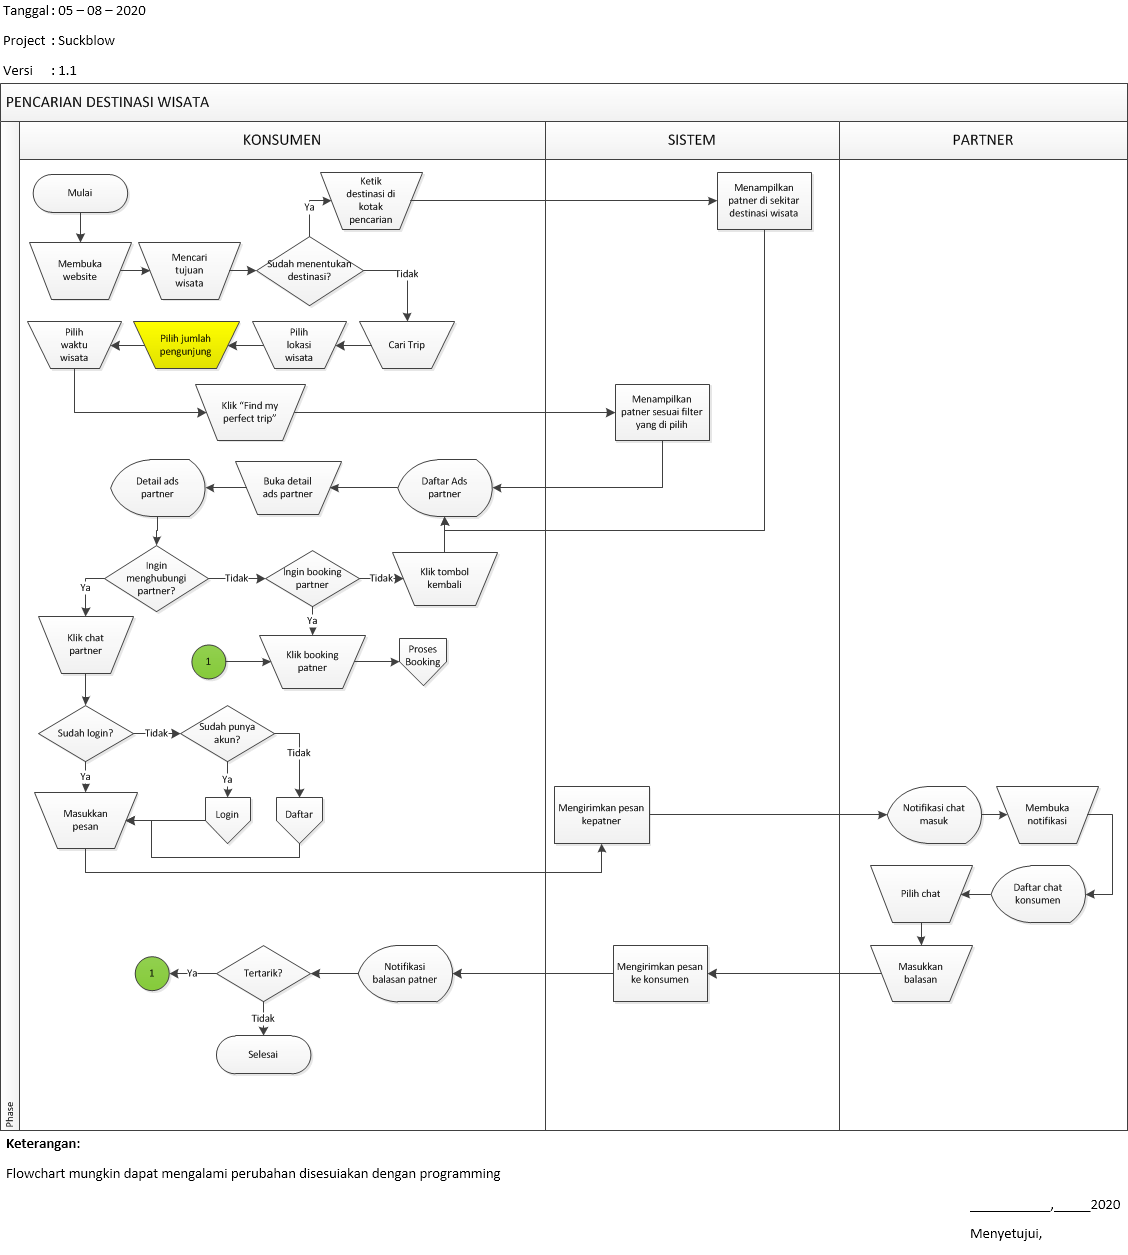 Tanggal : 05 – 08 – 2020
Project : Suckblow
Versi : 1.1
PENCARIAN DESTINASI WISATA
KONSUMEN
SISTEM
PARTNER
Mulai
Ketik
destinasi di
kotak
pencarian
Menampilkan
patner di sekitar
destinasi wisata
Ya
Membuka
website
Mencari
tujuan
wisata
Sudah menentukan
destinasi?
Tidak
Pilih
waktu
wisata
Pilih jumlah
pengunjung
Pilih
lokasi
wisata
Cari Trip
Klik “Find my
perfect trip”
Menampilkan
patner sesuai filter
yang di pilih
Detail ads
partner
Buka detail
ads partner
Daftar Ads
partner
Ingin
menghubungi
partner?
Tidak
Ingin booking
partner
Tidak
Klik tombol
kembali
Ya
Ya
Klik chat
partner
1
Klik booking
patner
Proses
Booking
Sudah login?
Tidak
Sudah punya
akun?
Tidak
Ya
Ya
Masukkan
pesan
Login
Daftar
Mengirimkan pesan
kepatner
Notifikasi chat
masuk
Membuka
notifikasi
Pilih chat
Daftar chat
konsumen
1
Ya
Tertarik?
Notifikasi
balasan patner
Mengirimkan pesan
ke konsumen
Masukkan
balasan
Tidak
Selesai
Phase
Keterangan:
Flowchart mungkin dapat mengalami perubahan disesuiakan dengan programming
___________,_____2020
Menyetujui,